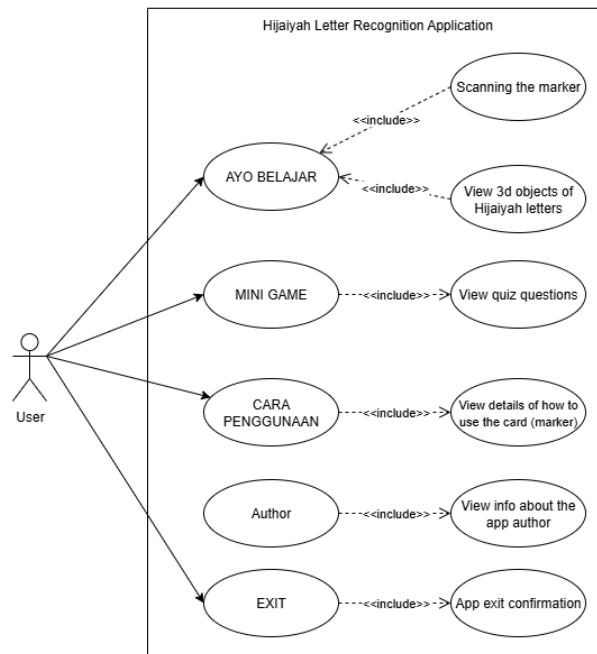 Hijaiyah Letter Recognition Application
Scanning the marker
<<include>>
AYO BELAJAR
<<include>>
View 3d objects of
Hijaiyah letters
MINI GAME
<<include>>
View quiz questions
User
CARA
PENGGUNAAN
<<include>>
View details of how to
use the card (marker)
Author
<<include>>
View info about the
app author
EXIT
<<include>>
App exit confirmation